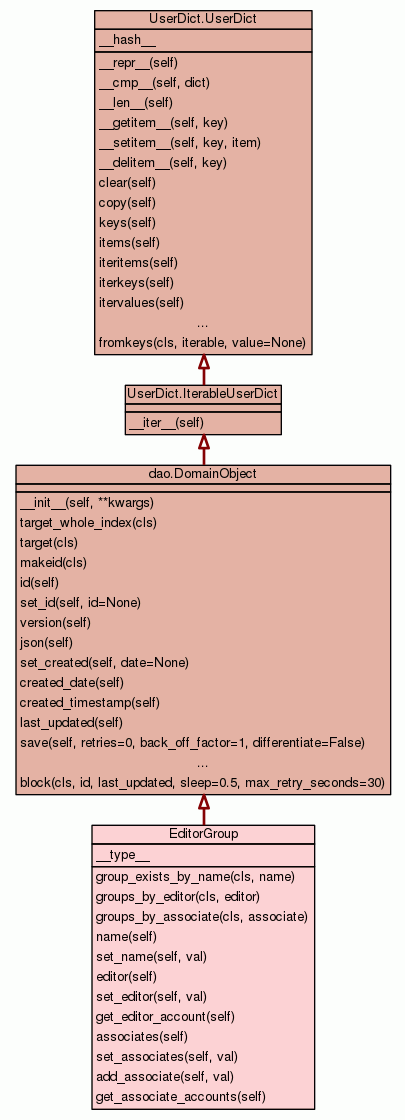 UserDict.UserDict
__hash__
__repr__(self)
__cmp__(self, dict)
__len__(self)
__getitem__(self, key)
__setitem__(self, key, item)
__delitem__(self, key)
clear(self)
copy(self)
keys(self)
items(self)
iteritems(self)
iterkeys(self)
itervalues(self)
...
fromkeys(cls, iterable, value=None)
UserDict.IterableUserDict
__iter__(self)
dao.DomainObject
__init__(self, **kwargs)
target_whole_index(cls)
target(cls)
makeid(cls)
id(self)
set_id(self, id=None)
version(self)
json(self)
set_created(self, date=None)
created_date(self)
created_timestamp(self)
last_updated(self)
save(self, retries=0, back_off_factor=1, differentiate=False)
...
block(cls, id, last_updated, sleep=0.5, max_retry_seconds=30)
EditorGroup
__type__
group_exists_by_name(cls, name)
groups_by_editor(cls, editor)
groups_by_associate(cls, associate)
name(self)
set_name(self, val)
editor(self)
set_editor(self, val)
get_editor_account(self)
associates(self)
set_associates(self, val)
add_associate(self, val)
get_associate_accounts(self)